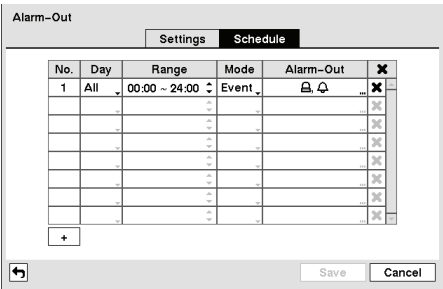 Alarm-Out
Settings Schedule
No. Day Range Mode Alarm-Out ✖
1 All 00:00 ~ 24:00 Event , ... ✖
+
Save Cancel